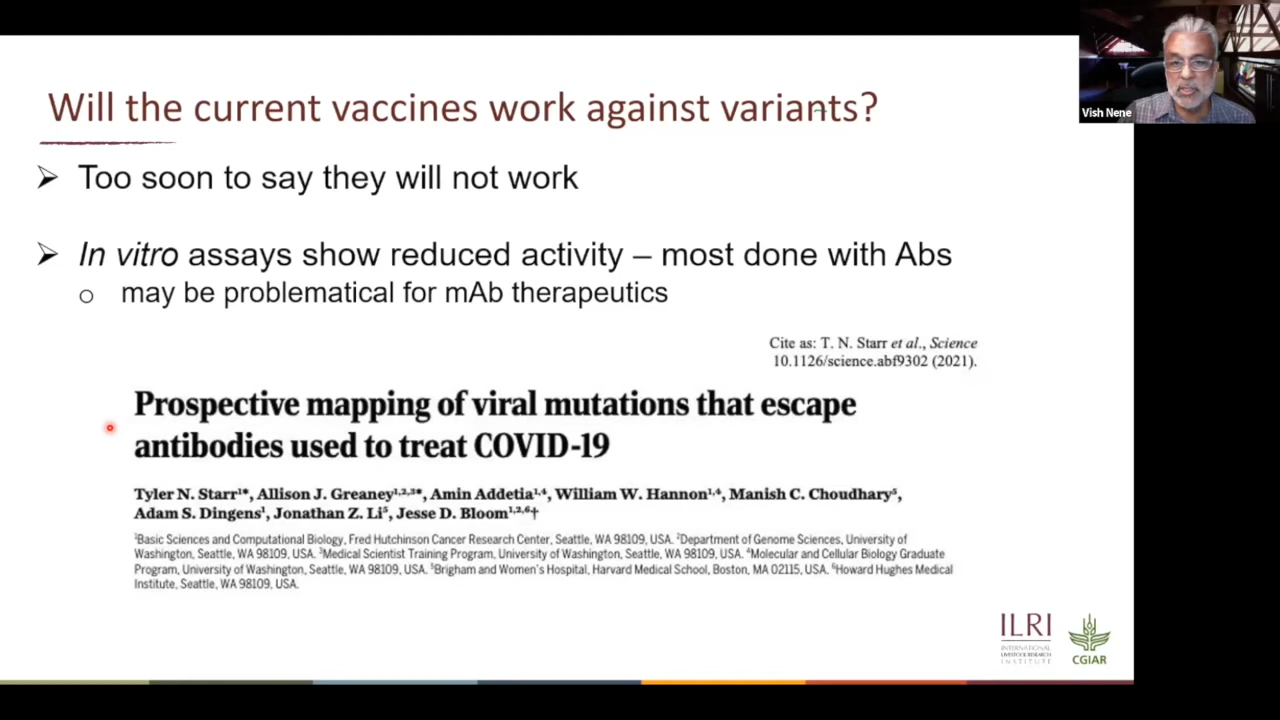 Will the current vaccines work against variants?
Vish Nene
➢ Too soon to say they will not work
➢ In vitro assays show reduced activity – most done with Abs
o may be problematical for mAb therapeutics
Cite as: T. N. Starr et al., Science
10.1126/science.abf9302 (2021).
Prospective mapping of viral mutations that escape
antibodies used to treat COVID-19
Tyler N. Starr¹*, Allison J. Greaney¹,²,³*, Amin Addetia¹,⁴, William W. Hannon¹,⁴, Manish C. Choudhary⁵,
Adam S. Dingens¹, Jonathan Z. Li⁵, Jesse D. Bloom¹,²,⁶†
¹Basic Sciences and Computational Biology, Fred Hutchinson Cancer Research Center, Seattle, WA 98109, USA. ²Department of Genome Sciences, University of
Washington, Seattle, WA 98109, USA. ³Medical Scientist Training Program, University of Washington, Seattle, WA 98109, USA. ⁴Molecular and Cellular Biology Graduate
Program, University of Washington, Seattle, WA 98109, USA. ⁵Brigham and Women's Hospital, Harvard Medical School, Boston, MA 02115, USA. ⁶Howard Hughes Medical
Institute, Seattle, WA 98109, USA.
ILRI
INTERNATIONAL
LIVESTOCK RESEARCH
INSTITUTE
CGIAR